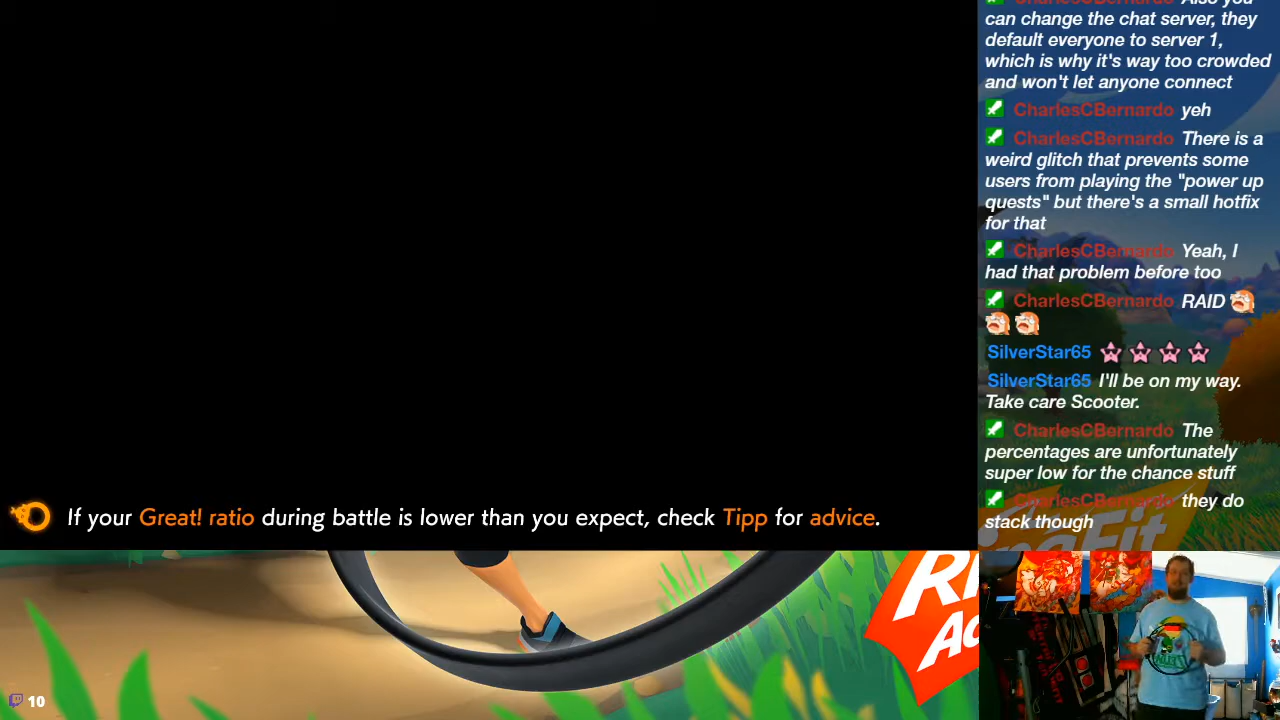 CharlesCBernardo Also you
can change the chat server, they
default everyone to server 1,
which is why it's way too crowded
and won't let anyone connect
CharlesCBernardo yeh
CharlesCBernardo There is a
weird glitch that prevents some
users from playing the "power up
quests" but there's a small hotfix
for that
CharlesCBernardo Yeah, I
had that problem before too
CharlesCBernardo RAID
SilverStar65
SilverStar65 I'll be on my way.
Take care Scooter.
CharlesCBernardo The
percentages are unfortunately
super low for the chance stuff
CharlesCBernardo they do
stack though
If your Great! ratio during battle is lower than you expect, check Tipp for advice.
10